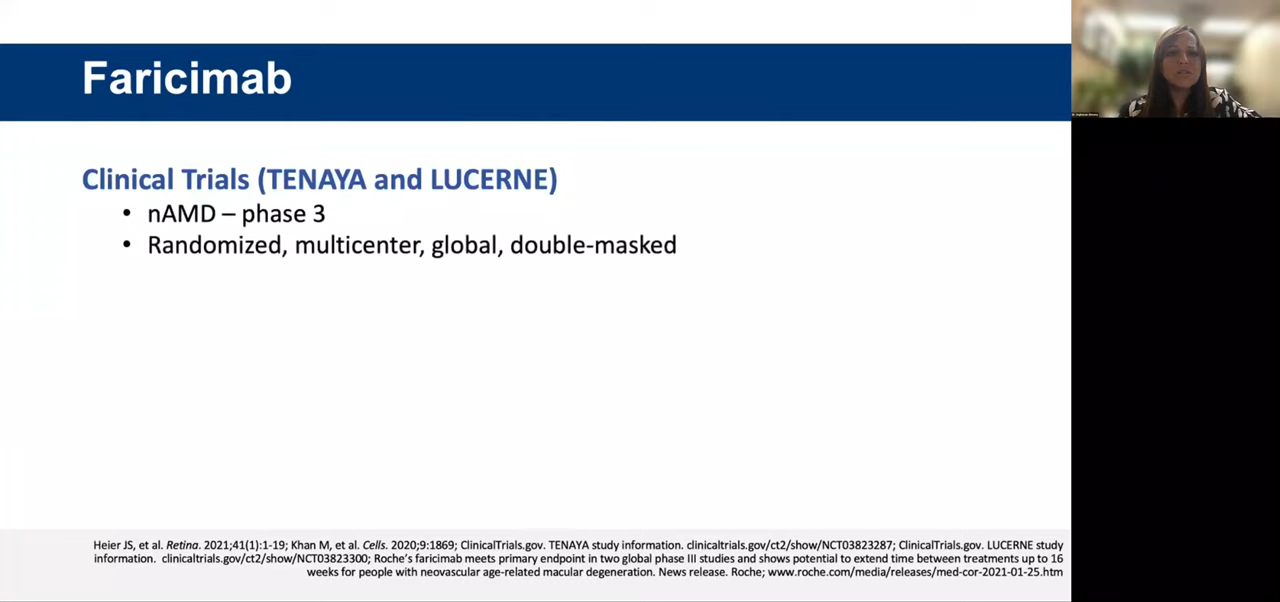 Faricimab
Clinical Trials (TENAYA and LUCERNE)
• nAMD – phase 3
• Randomized, multicenter, global, double-masked
Heier JS, et al. Retina. 2021;41(1):1-19; Khan M, et al. Cells. 2020;9:1869; ClinicalTrials.gov. TENAYA study information. clinicaltrials.gov/ct2/show/NCT03823287; ClinicalTrials.gov. LUCERNE study
information. clinicaltrials.gov/ct2/show/NCT03823300; Roche's faricimab meets primary endpoint in two global phase III studies and shows potential to extend time between treatments up to 16
weeks for people with neovascular age-related macular degeneration. News release. Roche; www.roche.com/media/releases/med-cor-2021-01-25.htm